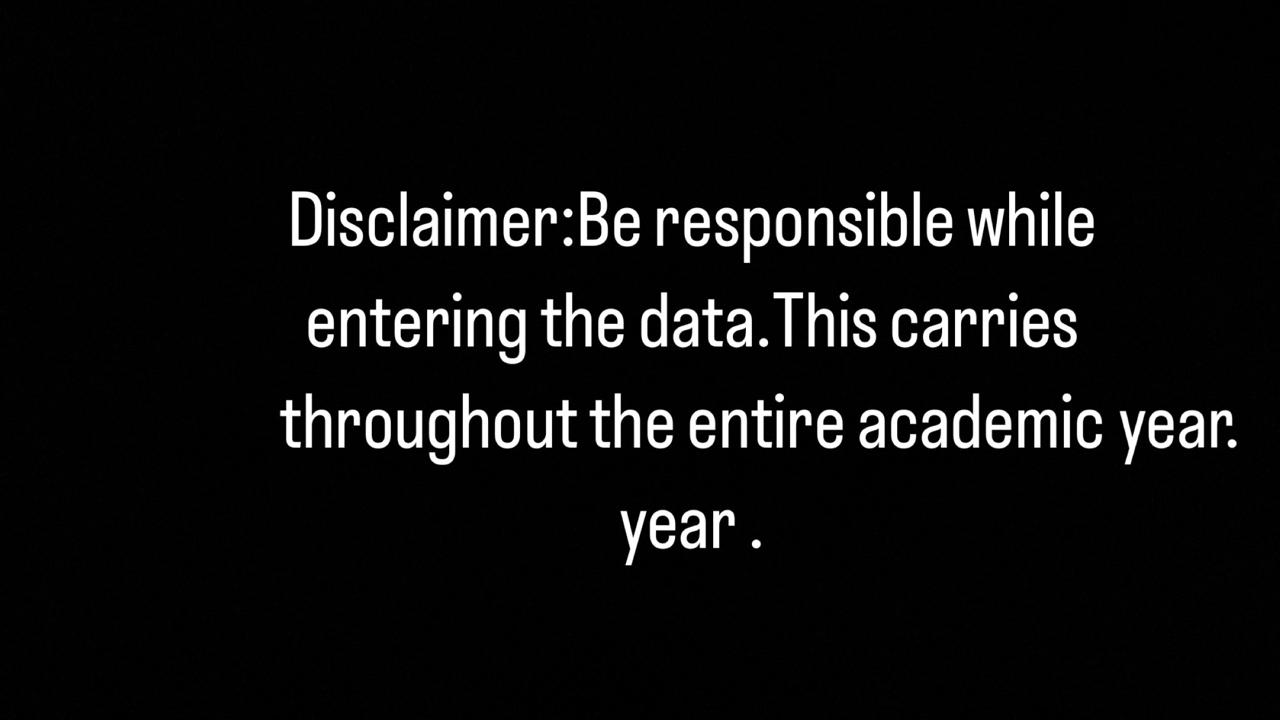 Disclaimer:Be responsible while
entering the data.This carries
throughout the entire academic year.
year .